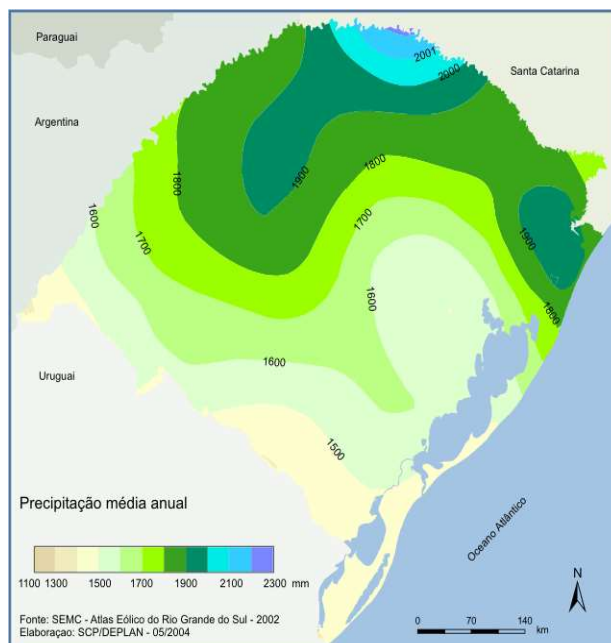 Paraguai
Santa Catarina
Argentina
2001
2000
1900
1800
1800
1700
1600
1700
1900
1600
1800
1600
1500
Uruguai
Oceano Atlântico
Precipitação média anual
1100 1300 1500 1700 1900 2100 2300 mm
N
Fonte: SEMC - Atlas Eólico do Rio Grande do Sul - 2002
Elaboraçao: SCP/DEPLAN - 05/2004
0 70 140
km